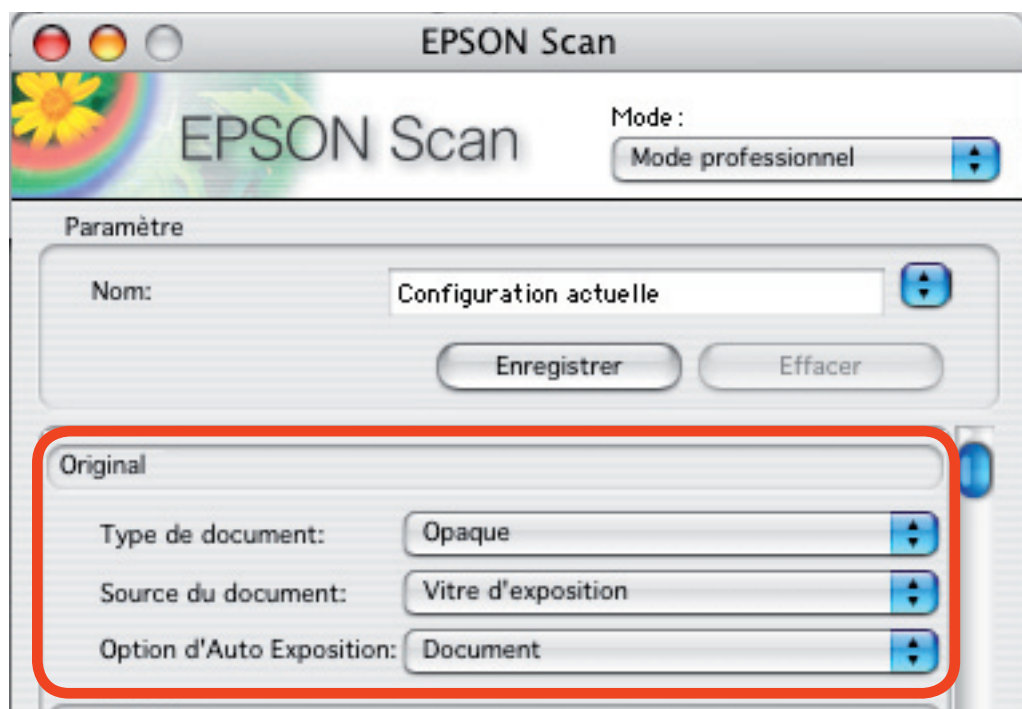 EPSON Scan
EPSON Scan
Mode :
Mode professionnel
Paramètre
Nom: Configuration actuelle
Enregistrer Effacer
Original
Type de document: Opaque
Source du document: Vitre d'exposition
Option d'Auto Exposition: Document